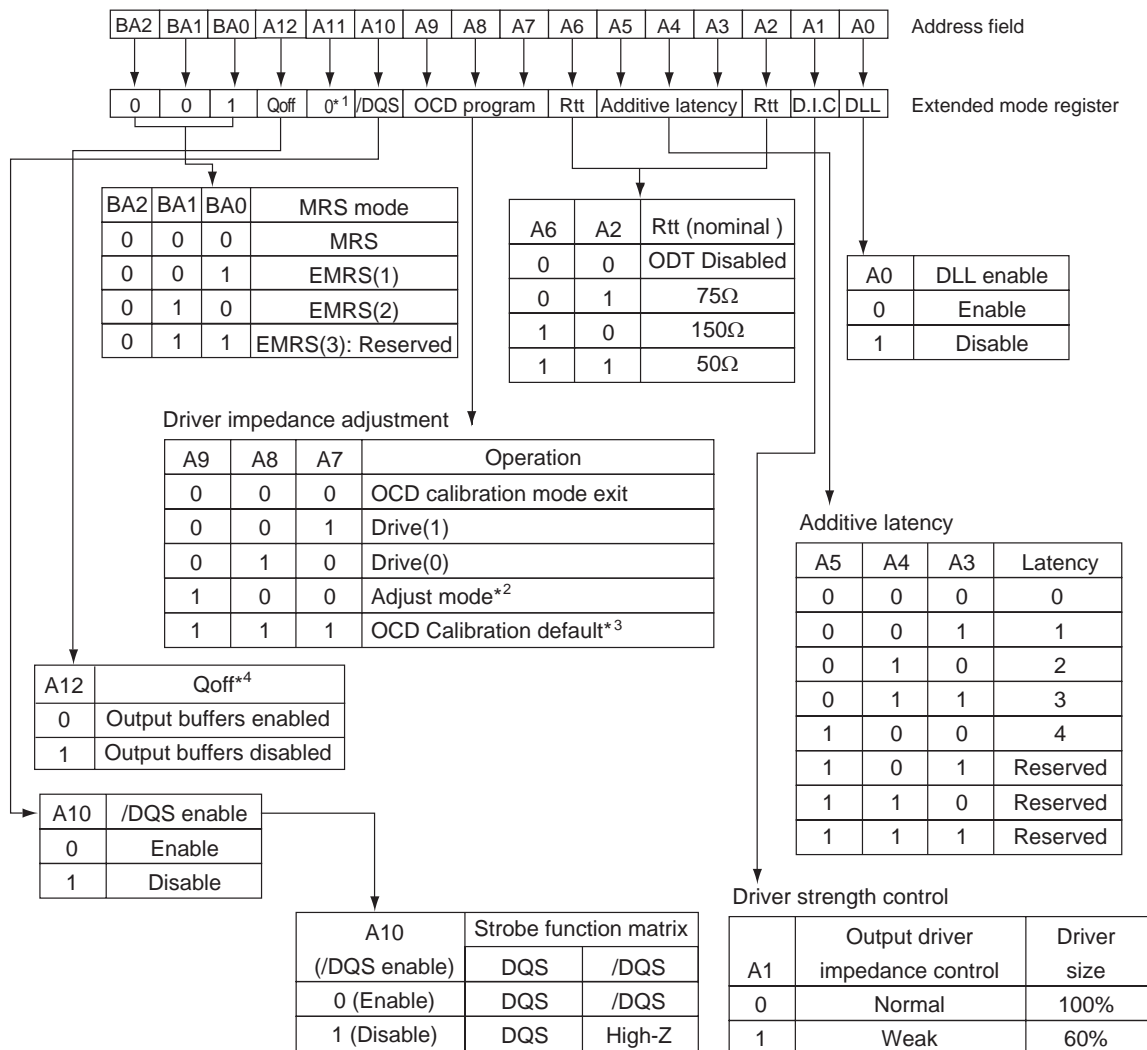 BA2 BA1 BA0 A12 A11 A10 A9 A8 A7 A6 A5 A4 A3 A2 A1 A0 Address field
0 0 1 Qoff 0*1 /DQS OCD program Rtt Additive latency Rtt D.I.C DLL Extended mode register
BA2 BA1 BA0 MRS mode
0 0 0 MRS
0 0 1 EMRS(1)
0 1 0 EMRS(2)
0 1 1 EMRS(3): Reserved
A6 A2 Rtt (nominal )
0 0 ODT Disabled
0 1 75Ω
1 0 150Ω
1 1 50Ω
A0 DLL enable
0 Enable
1 Disable
Driver impedance adjustment
A9 A8 A7 Operation
0 0 0 OCD calibration mode exit
0 0 1 Drive(1)
0 1 0 Drive(0)
1 0 0 Adjust mode*2
1 1 1 OCD Calibration default*3
Additive latency
A5 A4 A3 Latency
0 0 0 0
0 0 1 1
0 1 0 2
0 1 1 3
1 0 0 4
1 0 1 Reserved
1 1 0 Reserved
1 1 1 Reserved
A12 Qoff*4
0 Output buffers enabled
1 Output buffers disabled
A10 /DQS enable
0 Enable
1 Disable
A10 Strobe function matrix
(/DQS enable) DQS /DQS
0 (Enable) DQS /DQS
1 (Disable) DQS High-Z
Driver strength control
Output driver Driver
A1 impedance control size
0 Normal 100%
1 Weak 60%